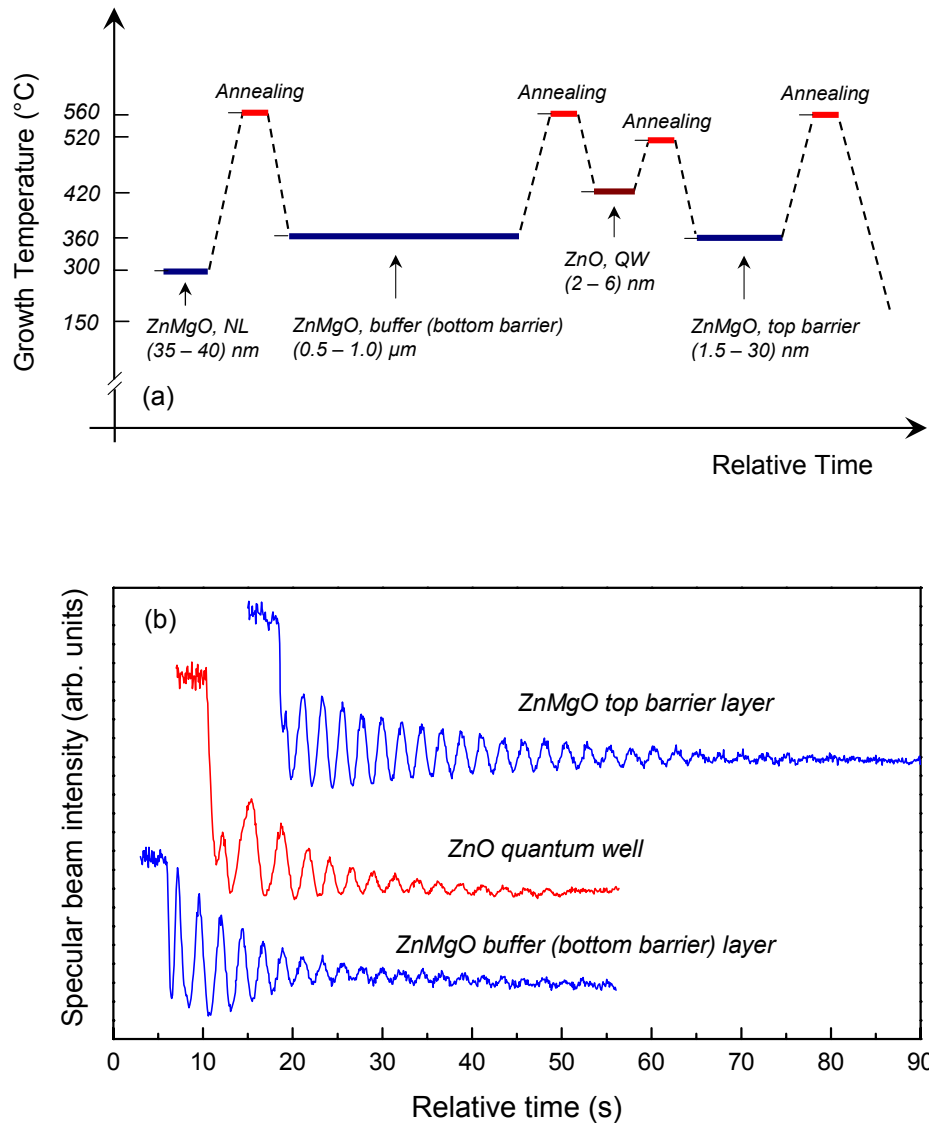 Growth Temperature (°C)
560
520
420
360
300
150
Annealing
Annealing
Annealing
Annealing
ZnMgO, NL
(35 – 40) nm
ZnMgO, buffer (bottom barrier)
(0.5 – 1.0) µm
ZnO, QW
(2 – 6) nm
ZnMgO, top barrier
(1.5 – 30) nm
(a)
Relative Time
Specular beam intensity (arb. units)
(b)
ZnMgO top barrier layer
ZnO quantum well
ZnMgO buffer (bottom barrier) layer
0 10 20 30 40 50 60 70 80 90
Relative time (s)